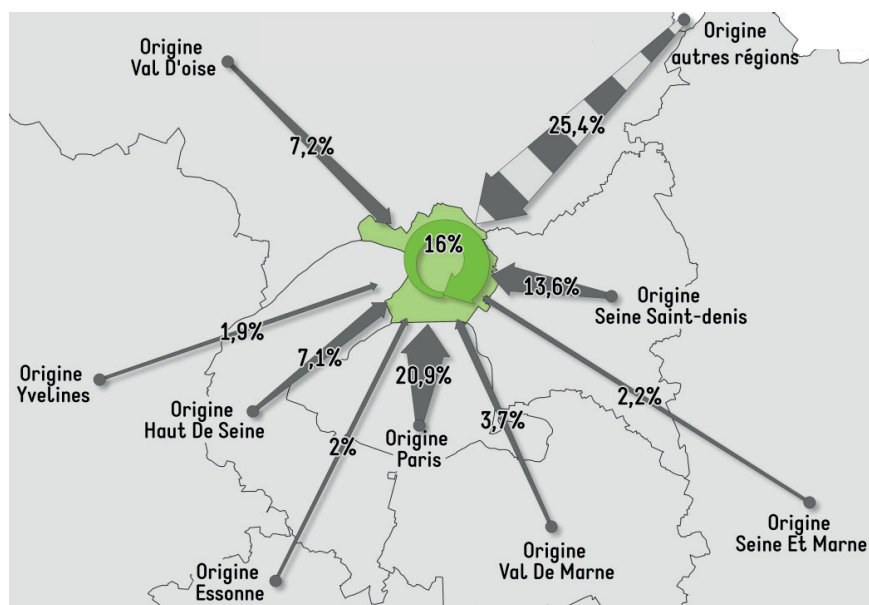 Origine
Val D'oise
7,2%
Origine
autres régions
25,4%
16%
13,6%
Origine
Seine Saint-denis
1,9%
Origine
Yvelines
7,1%
Origine
Haut De Seine
20,9%
Origine
Paris
2%
Origine
Essonne
3,7%
Origine
Val De Marne
2,2%
Origine
Seine Et Marne